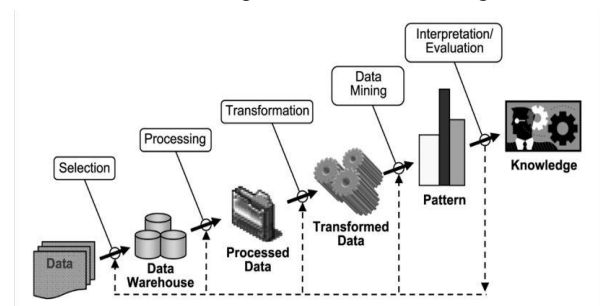 Interpretation/
Evaluation
Data
Mining
Transformation
Processing
Selection
Knowledge
Pattern
Transformed
Data
Processed
Data
Data
Warehouse
Data